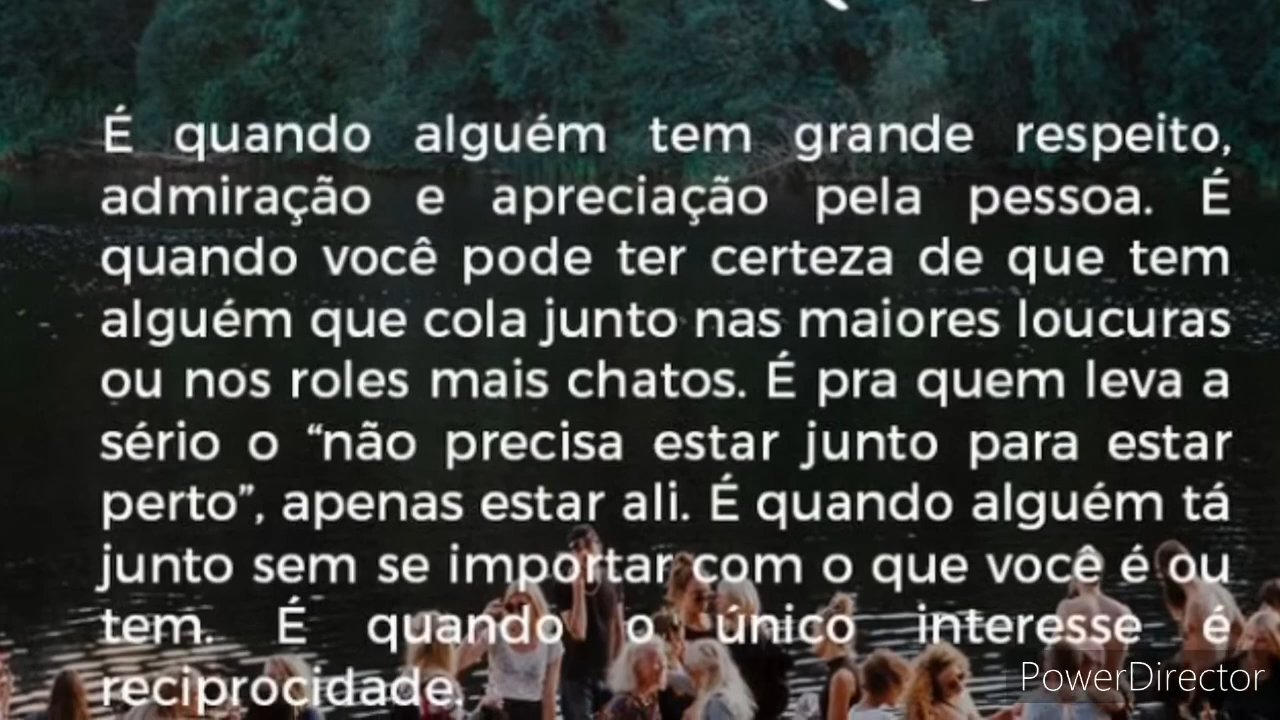 É quando alguém tem grande respeito,
admiração e apreciação pela pessoa. É
quando você pode ter certeza de que tem
alguém que cola junto nas maiores loucuras
ou nos roles mais chatos. É pra quem leva a
sério o “não precisa estar junto para estar
perto”, apenas estar ali. É quando alguém tá
junto sem se importar com o que você é ou
tem. É quando o único interesse é
reciprocidade.
PowerDirector